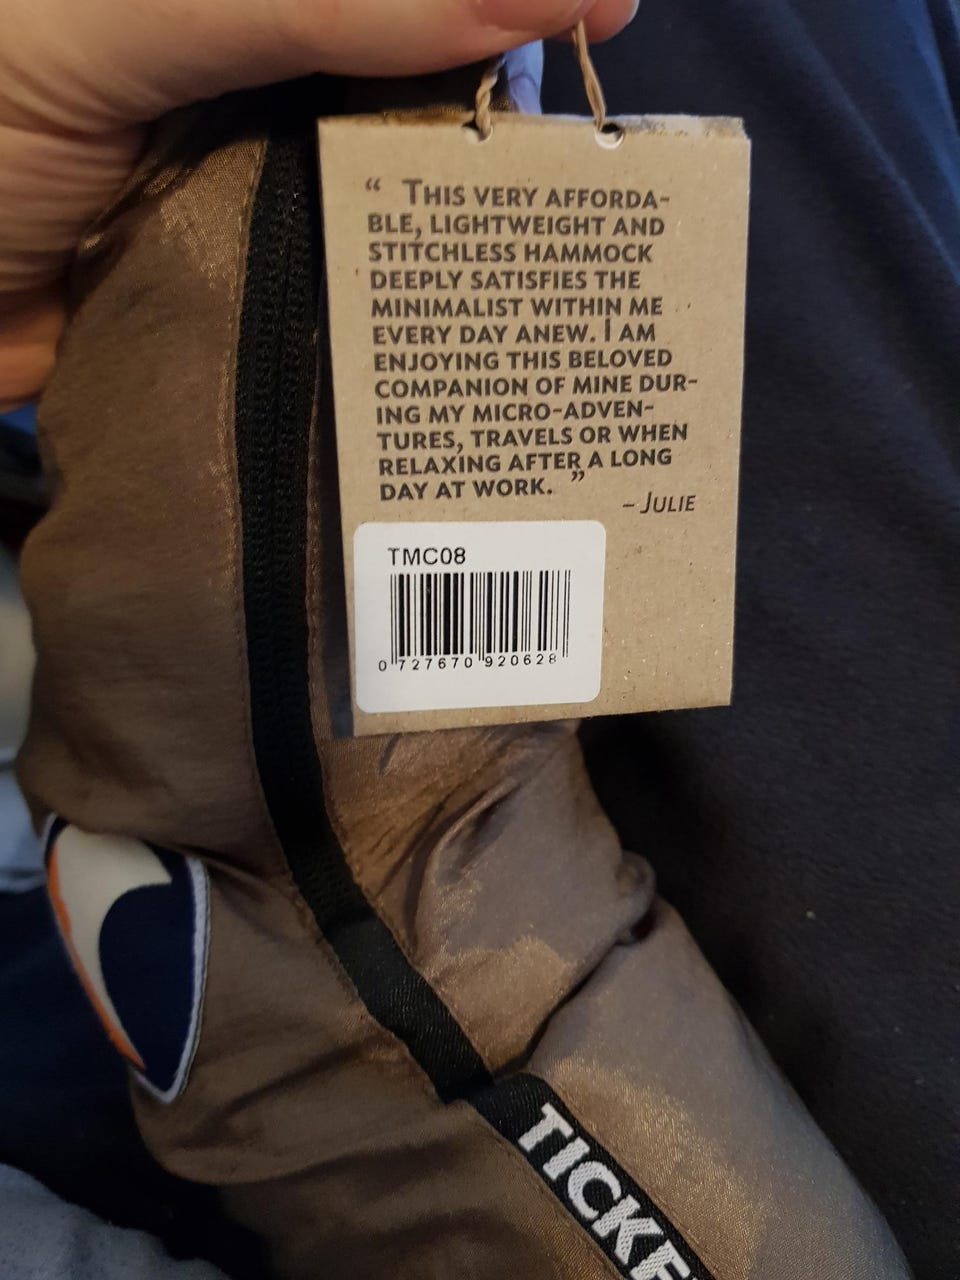 “ This very afforda-
ble, lightweight and
stitchless hammock
deeply satisfies the
minimalist within me
every day anew. I am
enjoying this beloved
companion of mine dur-
ing my micro-adven-
tures, travels or when
relaxing after a long
day at work. ”
– Julie
TMC08
0 727670 920628
TICKE